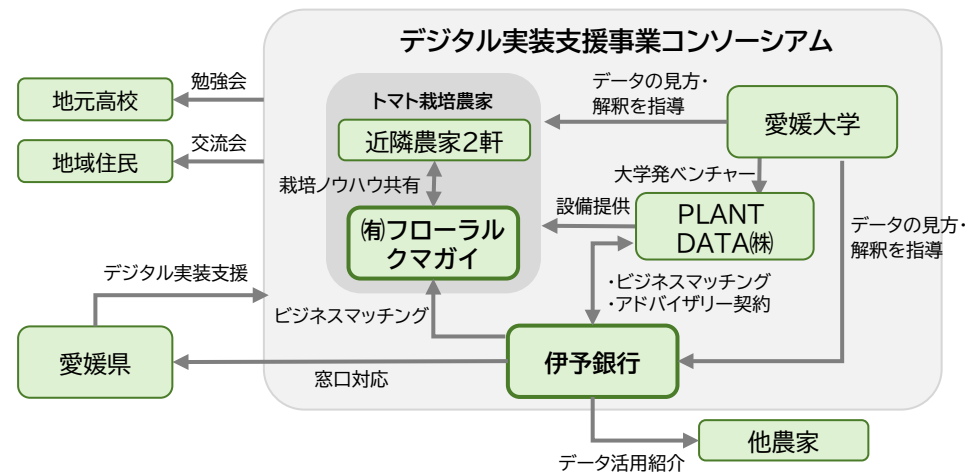 デジタル実装支援事業コンソーシアム
勉強会
地元高校
交流会
地域住民
トマト栽培農家
近隣農家2軒
栽培ノウハウ共有
㈲フローラル
クマガイ
データの見方・
解釈を指導
愛媛大学
大学発ベンチャー
設備提供
PLANT
DATA㈱
データの見方・
解釈を指導
・ビジネスマッチング
・アドバイザリー契約
デジタル実装支援
ビジネスマッチング
愛媛県
伊予銀行
窓口対応
他農家
データ活用紹介